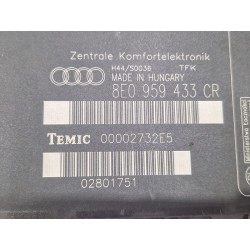 Zentrale Komfortelektronik
H44/S0036 TFK
MADE IN HUNGARY
8E0 959 433 CR
TEMIC 00002732E5
02801751